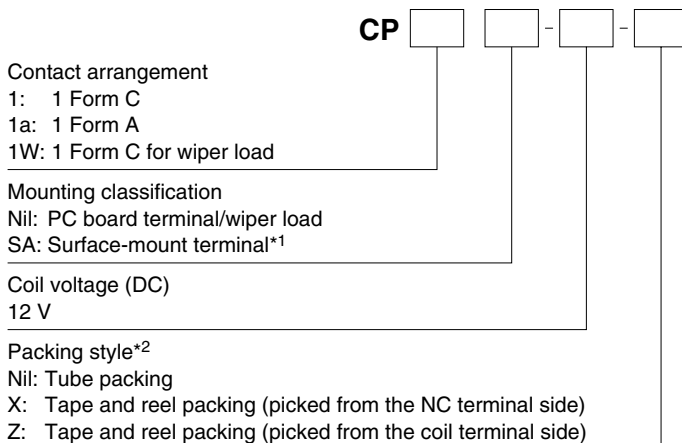 CP - -
Contact arrangement
1: 1 Form C
1a: 1 Form A
1W: 1 Form C for wiper load
Mounting classification
Nil: PC board terminal/wiper load
SA: Surface-mount terminal*1
Coil voltage (DC)
12 V
Packing style*2
Nil: Tube packing
X: Tape and reel packing (picked from the NC terminal side)
Z: Tape and reel packing (picked from the coil terminal side)